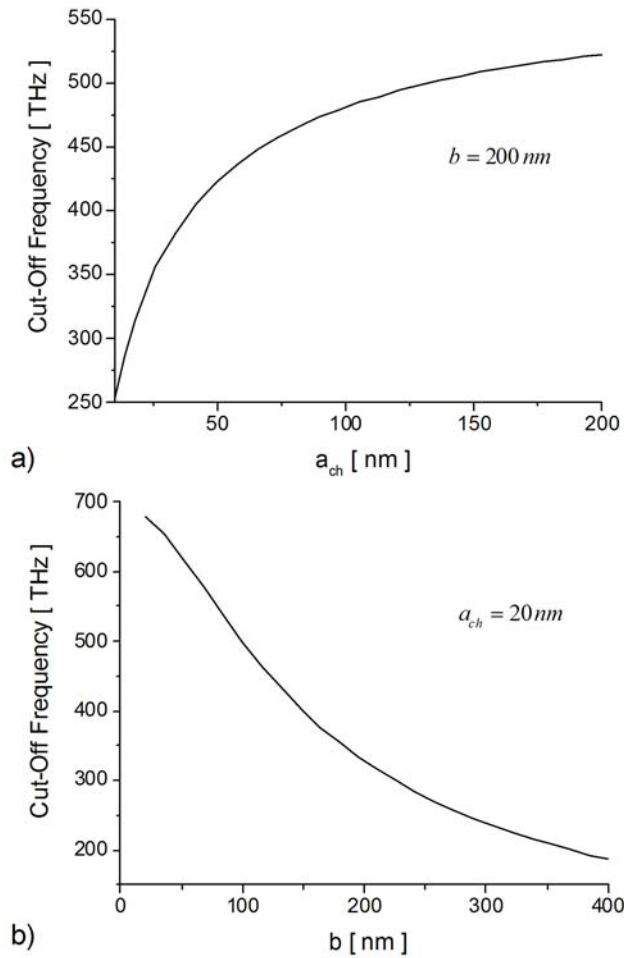 550
500
450
400
350
300
250
Cut-Off Frequency [ THz ]
b = 200 nm
50
100
150
200
a)
a_ch [ nm ]
700
600
500
400
300
200
Cut-Off Frequency [ THz ]
a_ch = 20 nm
0
100
200
300
400
b)
b [ nm ]